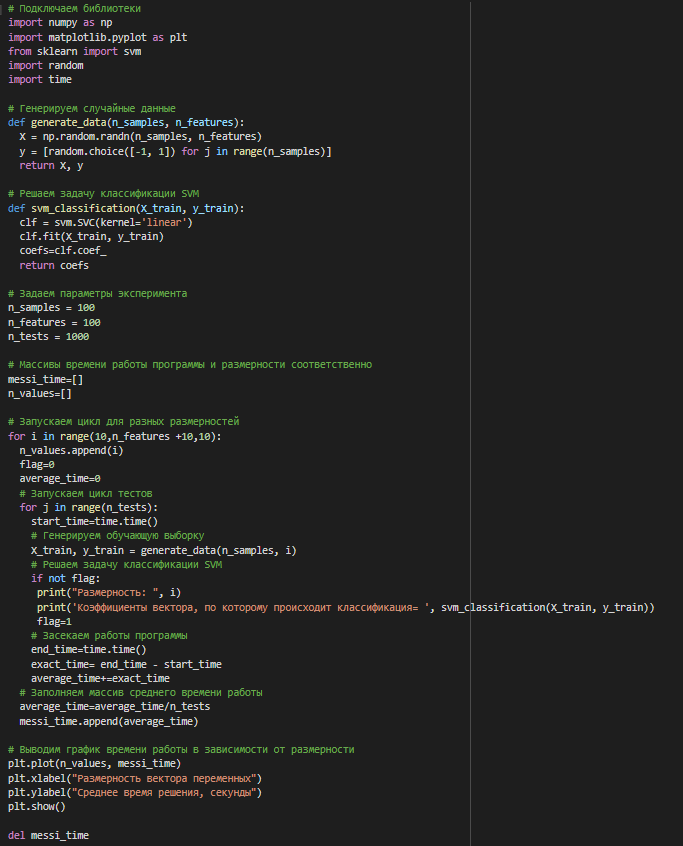 # Подключаем библиотеки
import numpy as np
import matplotlib.pyplot as plt
from sklearn import svm
import random
import time

# Генерируем случайные данные
def generate_data(n_samples, n_features):
  X = np.random.randn(n_samples, n_features)
  y = [random.choice([-1, 1]) for j in range(n_samples)]
  return X, y

# Решаем задачу классификации SVM
def svm_classification(X_train, y_train):
  clf = svm.SVC(kernel='linear')
  clf.fit(X_train, y_train)
  coefs=clf.coef_
  return coefs

# Задаем параметры эксперимента
n_samples = 100
n_features = 100
n_tests = 1000

# Массивы времени работы программы и размерности соответственно
messi_time=[]
n_values=[]

# Запускаем цикл для разных размерностей
for i in range(10,n_features +10,10):
  n_values.append(i)
  flag=0
  average_time=0
  # Запускаем цикл тестов
  for j in range(n_tests):
    start_time=time.time()
    # Генерируем обучающую выборку
    X_train, y_train = generate_data(n_samples, i)
    # Решаем задачу классификации SVM
    if not flag:
     print("Размерность: ", i)
     print('Коэффициенты вектора, по которому происходит классификация= ', svm_classification(X_train, y_train))
     flag=1
    # Засекаем работы программы
    end_time=time.time()
    exact_time= end_time - start_time
    average_time+=exact_time
  # Заполняем массив среднего времени работы
  average_time=average_time/n_tests
  messi_time.append(average_time)

# Выводим график времени работы в зависимости от размерности
plt.plot(n_values, messi_time)
plt.xlabel("Размерность вектора переменных")
plt.ylabel("Среднее время решения, секунды")
plt.show()

del messi_time